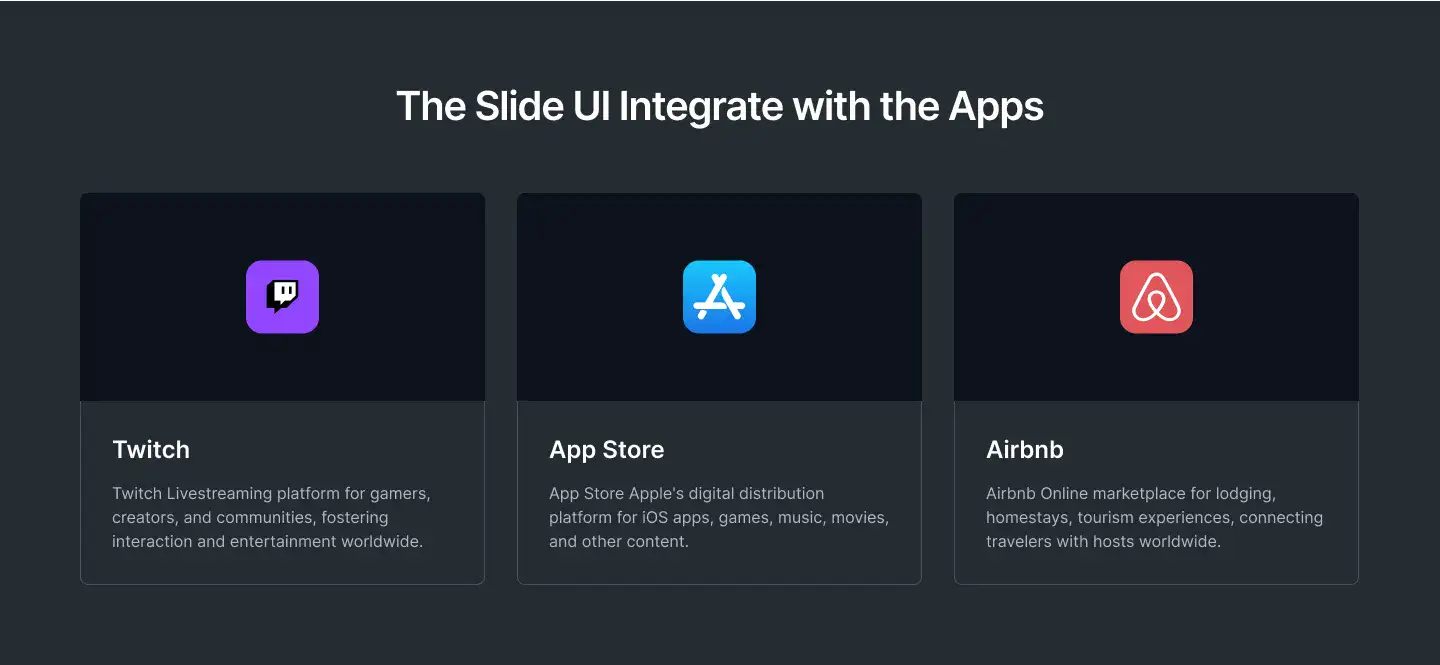 The Slide UI Integrate with the Apps
Twitch
Twitch Livestreaming platform for gamers,
creators, and communities, fostering
interaction and entertainment worldwide.
App Store
App Store Apple's digital distribution
platform for iOS apps, games, music, movies,
and other content.
Airbnb
Airbnb Online marketplace for lodging,
homestays, tourism experiences, connecting
travelers with hosts worldwide.